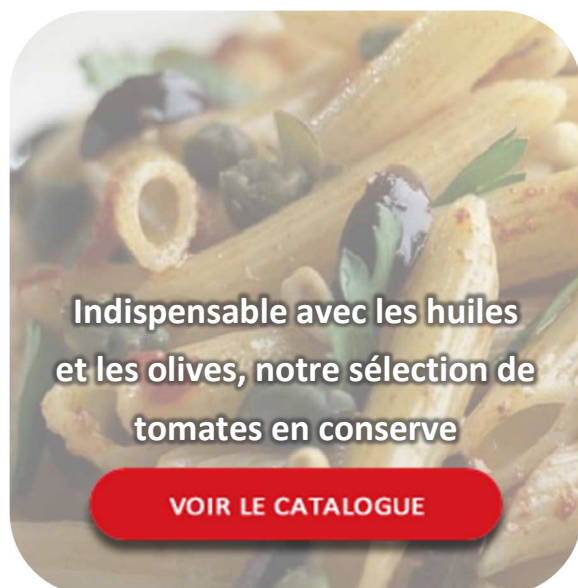 Indispensable avec les huiles
et les olives, notre sélection de
tomates en conserve
VOIR LE CATALOGUE